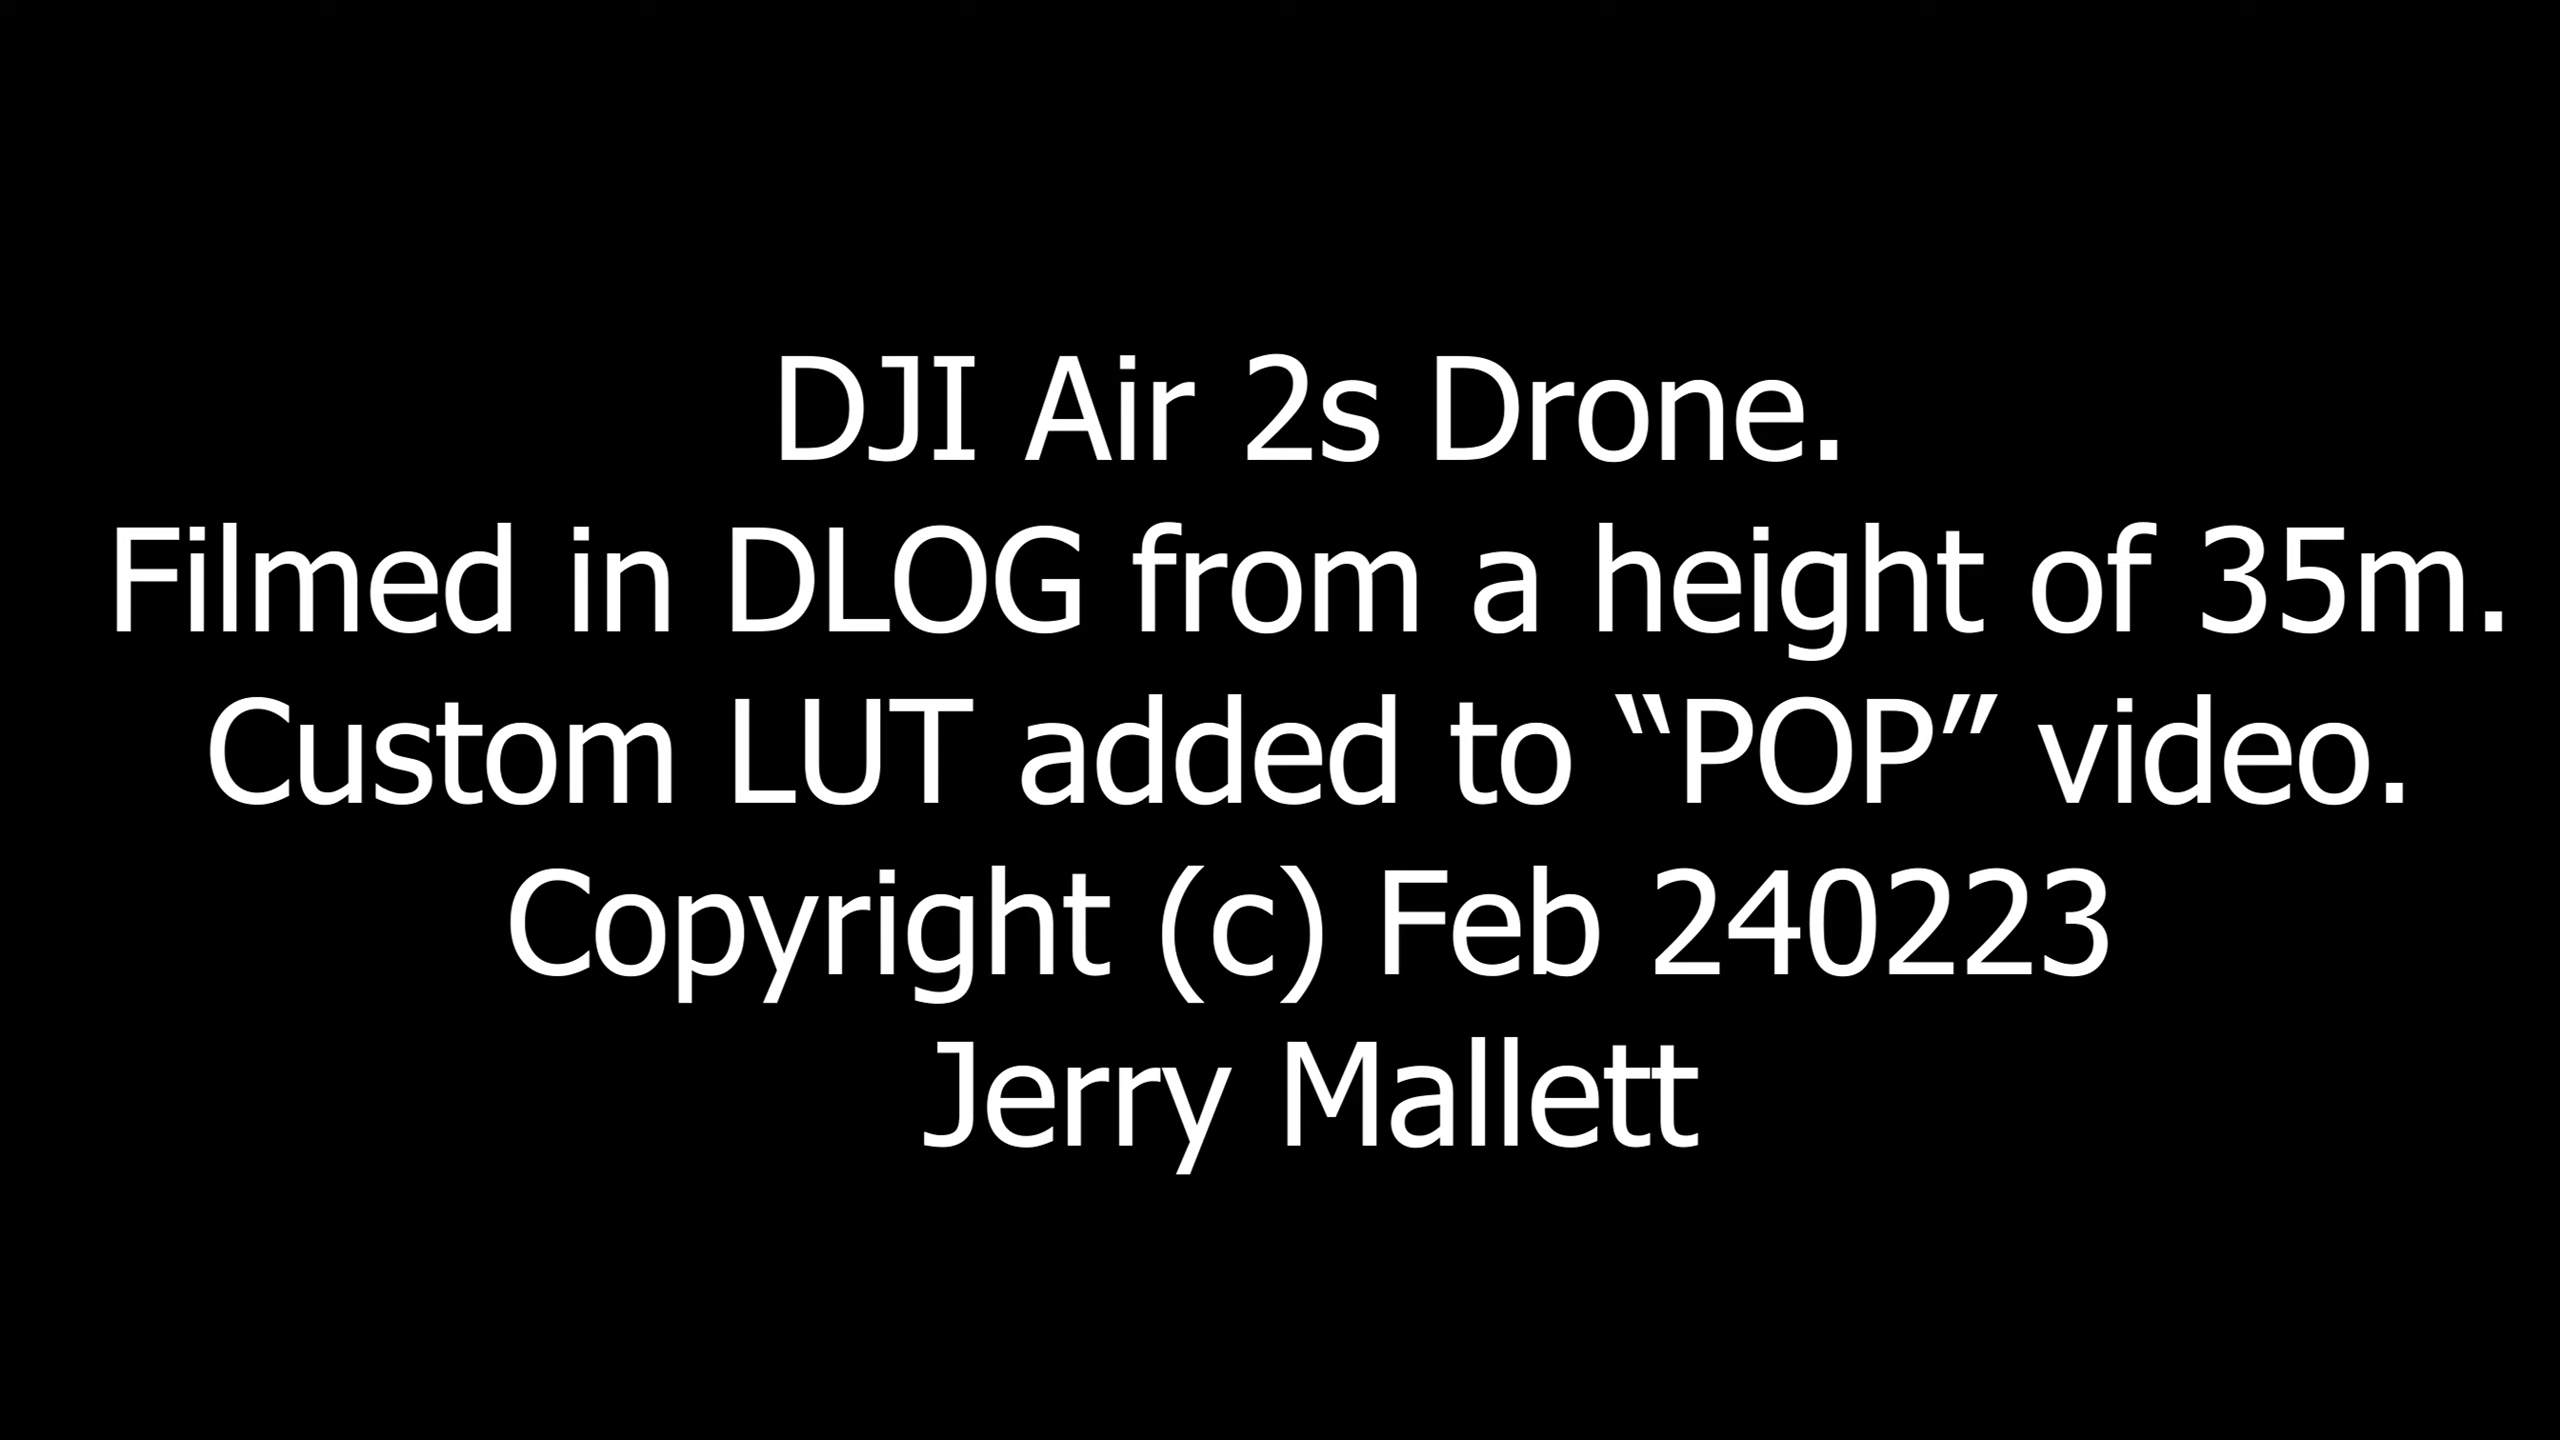 DJI Air 2s Drone.
Filmed in DLOG from a height of 35m.
Custom LUT added to “POP” video.
Copyright (c) Feb 240223
Jerry Mallett